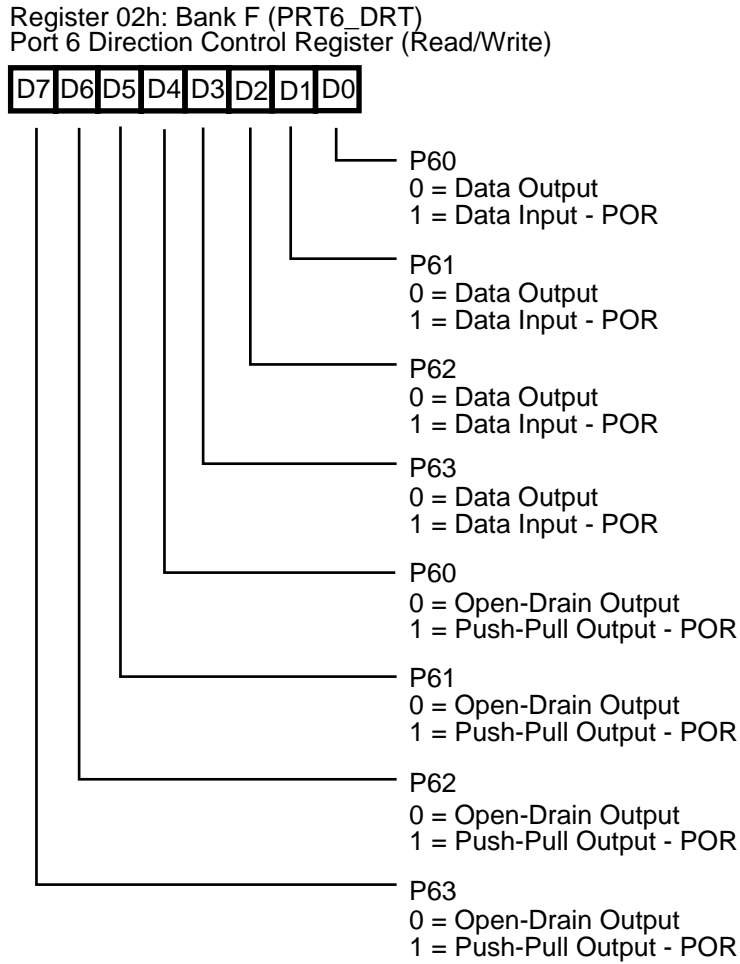 Register 02h: Bank F (PRT6_DRT)
Port 6 Direction Control Register (Read/Write)
D7 D6 D5 D4 D3 D2 D1 D0
P60
0 = Data Output
1 = Data Input - POR
P61
0 = Data Output
1 = Data Input - POR
P62
0 = Data Output
1 = Data Input - POR
P63
0 = Data Output
1 = Data Input - POR
P60
0 = Open-Drain Output
1 = Push-Pull Output - POR
P61
0 = Open-Drain Output
1 = Push-Pull Output - POR
P62
0 = Open-Drain Output
1 = Push-Pull Output - POR
P63
0 = Open-Drain Output
1 = Push-Pull Output - POR